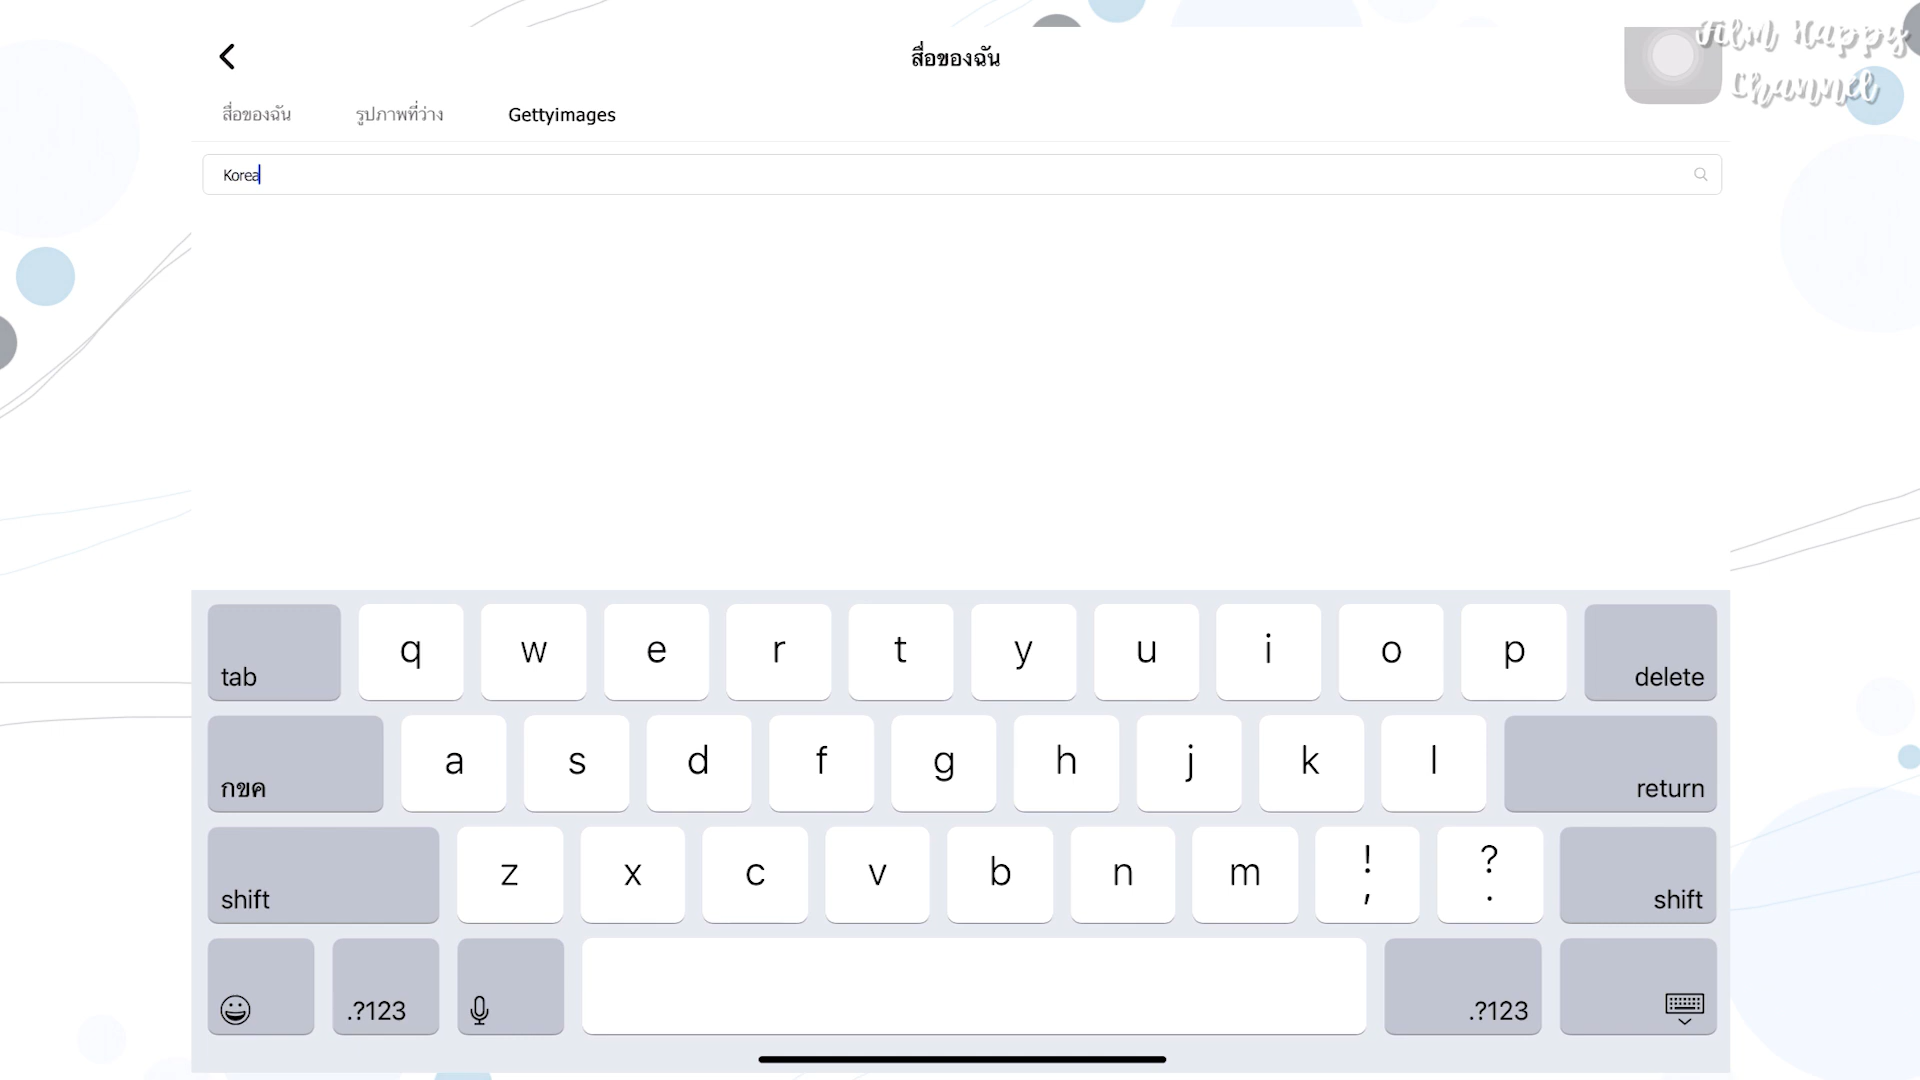 สื่อของฉัน
Film Happy
Channel
สื่อของฉัน รูปภาพที่ว่าง Gettyimages
Korea
tab q w e r t y u i o p delete
กขค a s d f g h j k l return
shift z x c v b n m ! , ? . shift
.?123 .?123